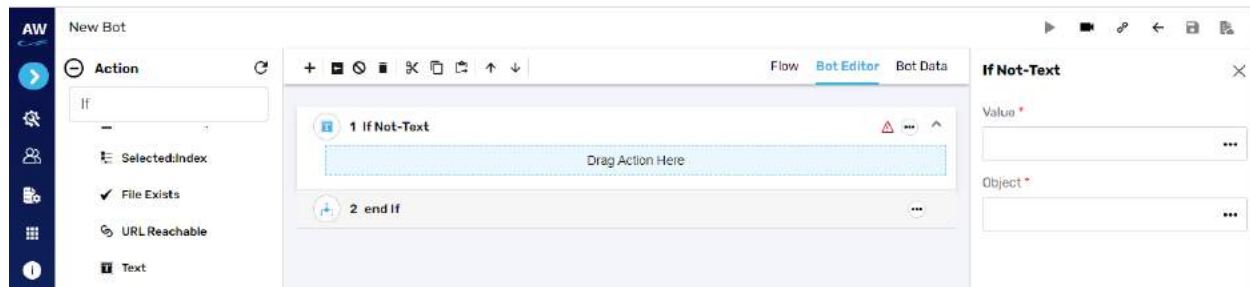 AW
New Bot
Action
If
Selected:Index
File Exists
URL Reachable
Text
Flow Bot Editor Bot Data
1 If Not-Text
Drag Action Here
2 end If
If Not-Text
Value *
Object *